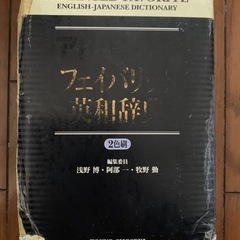 ENGLISH-JAPANESE DICTIONARY
フェイバリッ
英和辞
2色刷
編集委員
浅野 博・阿部 一・牧野 勤